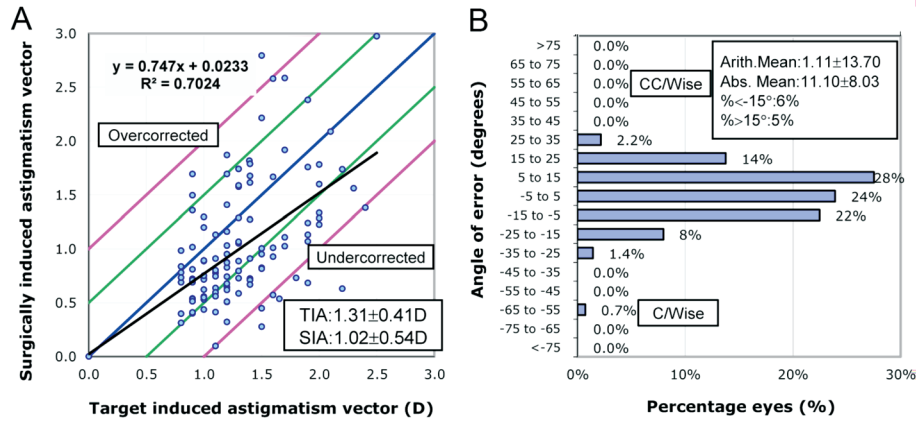 A
Surgically induced astigmatism vector
3.0
2.5
2.0
1.5
1.0
0.5
0.0
y = 0.747x + 0.0233
R² = 0.7024
Overcorrected
Undercorrected
TIA:1.31±0.41D
SIA:1.02±0.54D
0.0 0.5 1.0 1.5 2.0 2.5 3.0
Target induced astigmatism vector (D)
B
Angle of error (degrees)
>75 0.0%
65 to 75 0.0%
55 to 65 0.0%
45 to 55 0.0%
35 to 45 0.0%
25 to 35 2.2%
15 to 25 14%
5 to 15 28%
-5 to 5 24%
-15 to -5 22%
-25 to -15 8%
-35 to -25 1.4%
-45 to -35 0.0%
-55 to -45 0.0%
-65 to -55 0.7%
-75 to -65 0.0%
<-75 0.0%
CC/Wise
Arith.Mean:1.11±13.70
Abs. Mean:11.10±8.03
%<-15°:6%
%>15°:5%
C/Wise
0% 10% 20% 30%
Percentage eyes (%)